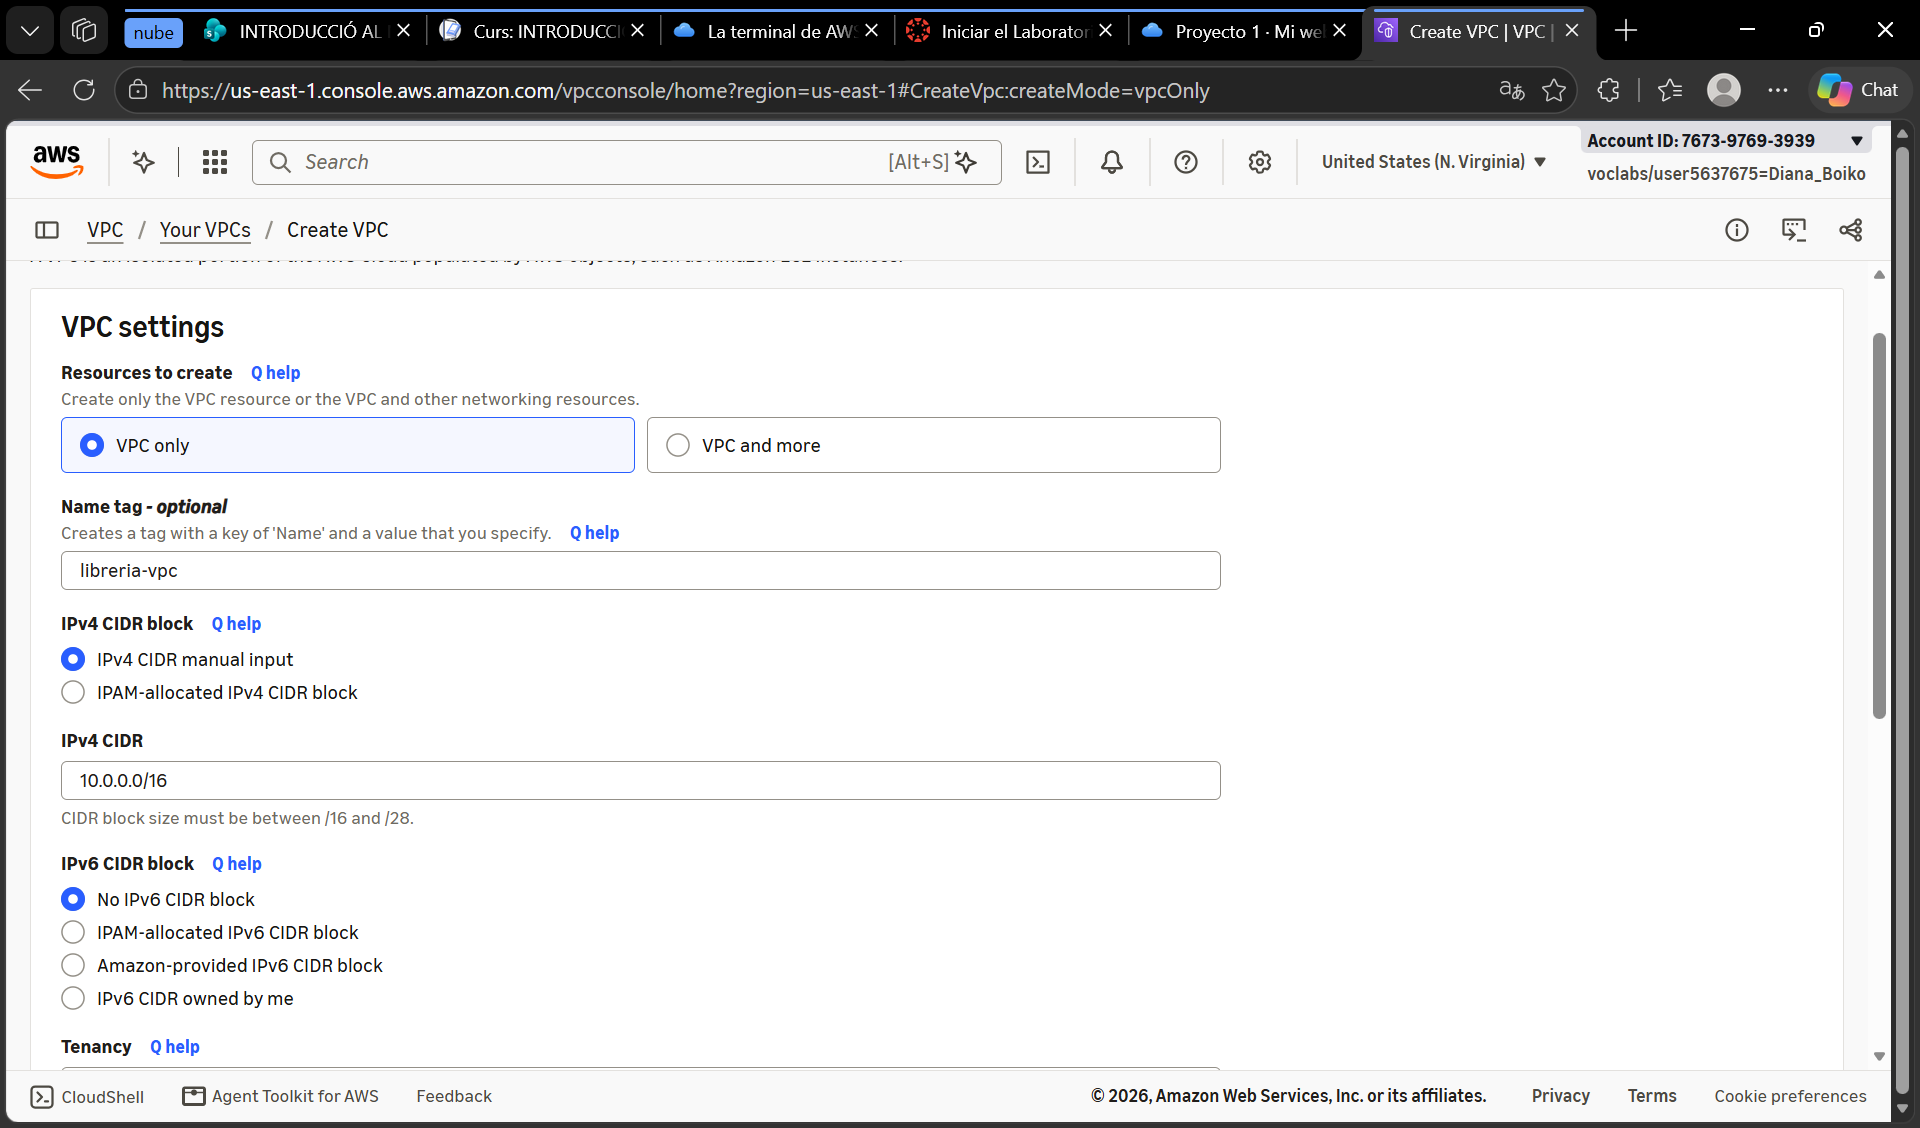 nube
INTRODUCCIÓ AL
Curs: INTRODUCCI
La terminal de AW
Iniciar el Laborator
Proyecto 1 · Mi we
Create VPC | VPC |
https://us-east-1.console.aws.amazon.com/vpcconsole/home?region=us-east-1#CreateVpc:createMode=vpcOnly
Chat
aws
Search
[Alt+S]
United States (N. Virginia)
Account ID: 7673-9769-3939
voclabs/user5637675=Diana_Boiko
VPC / Your VPCs / Create VPC
VPC settings
Resources to create Q help
Create only the VPC resource or the VPC and other networking resources.
VPC only
VPC and more
Name tag - optional
Creates a tag with a key of 'Name' and a value that you specify. Q help
libreria-vpc
IPv4 CIDR block Q help
IPv4 CIDR manual input
IPAM-allocated IPv4 CIDR block
IPv4 CIDR
10.0.0.0/16
CIDR block size must be between /16 and /28.
IPv6 CIDR block Q help
No IPv6 CIDR block
IPAM-allocated IPv6 CIDR block
Amazon-provided IPv6 CIDR block
IPv6 CIDR owned by me
Tenancy Q help
CloudShell
Agent Toolkit for AWS
Feedback
© 2026, Amazon Web Services, Inc. or its affiliates.
Privacy
Terms
Cookie preferences